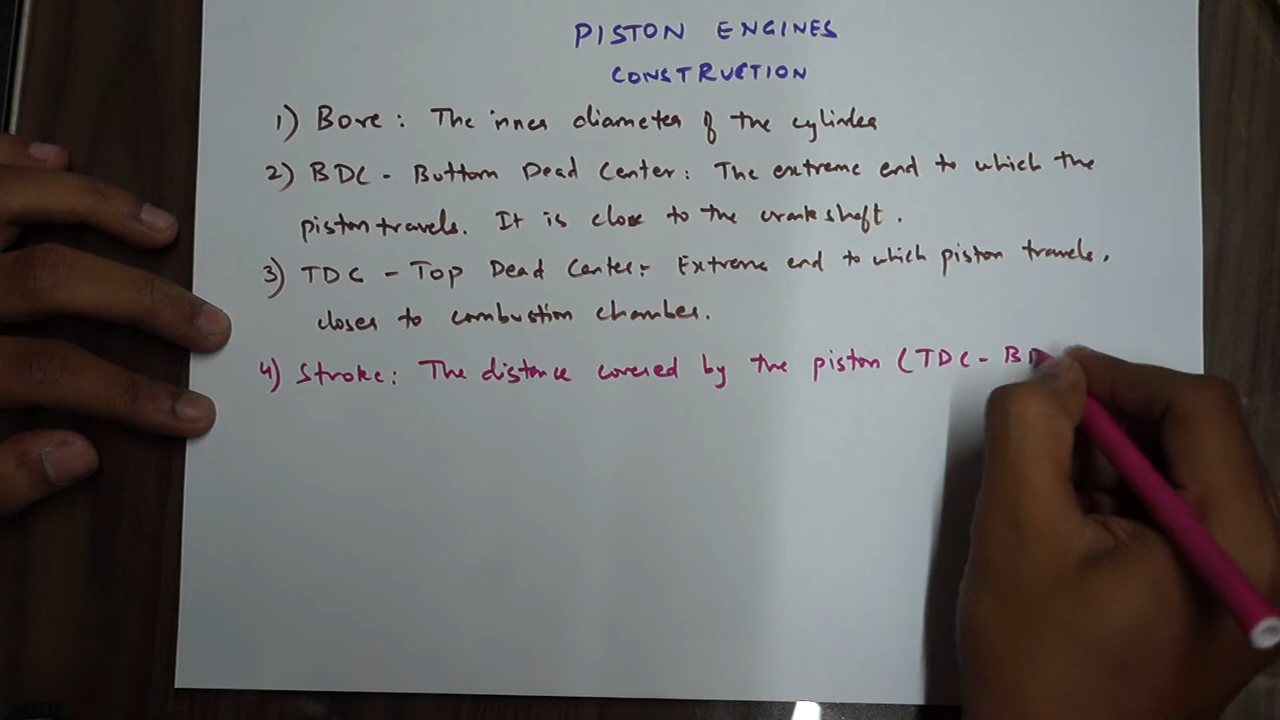 PISTON ENGINES
CONSTRUCTION
1) Bore: The inner diameter of the cylinder
2) BDC - Bottom Dead Center: The extreme end to which the
piston travels. It is close to the crankshaft.
3) TDC - Top Dead Center:- Extreme end to which piston travels,
closer to combustion chamber.
4) Stroke: The distance covered by the piston (TDC - BD